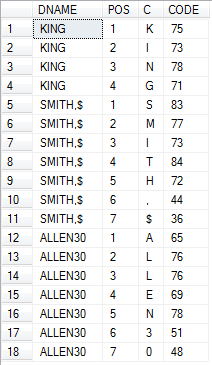 DNAME POS C CODE
1 KING 1 K 75
2 KING 2 I 73
3 KING 3 N 78
4 KING 4 G 71
5 SMITH,$ 1 S 83
6 SMITH,$ 2 M 77
7 SMITH,$ 3 I 73
8 SMITH,$ 4 T 84
9 SMITH,$ 5 H 72
10 SMITH,$ 6 , 44
11 SMITH,$ 7 $ 36
12 ALLEN30 1 A 65
13 ALLEN30 2 L 76
14 ALLEN30 3 L 76
15 ALLEN30 4 E 69
16 ALLEN30 5 N 78
17 ALLEN30 6 3 51
18 ALLEN30 7 0 48